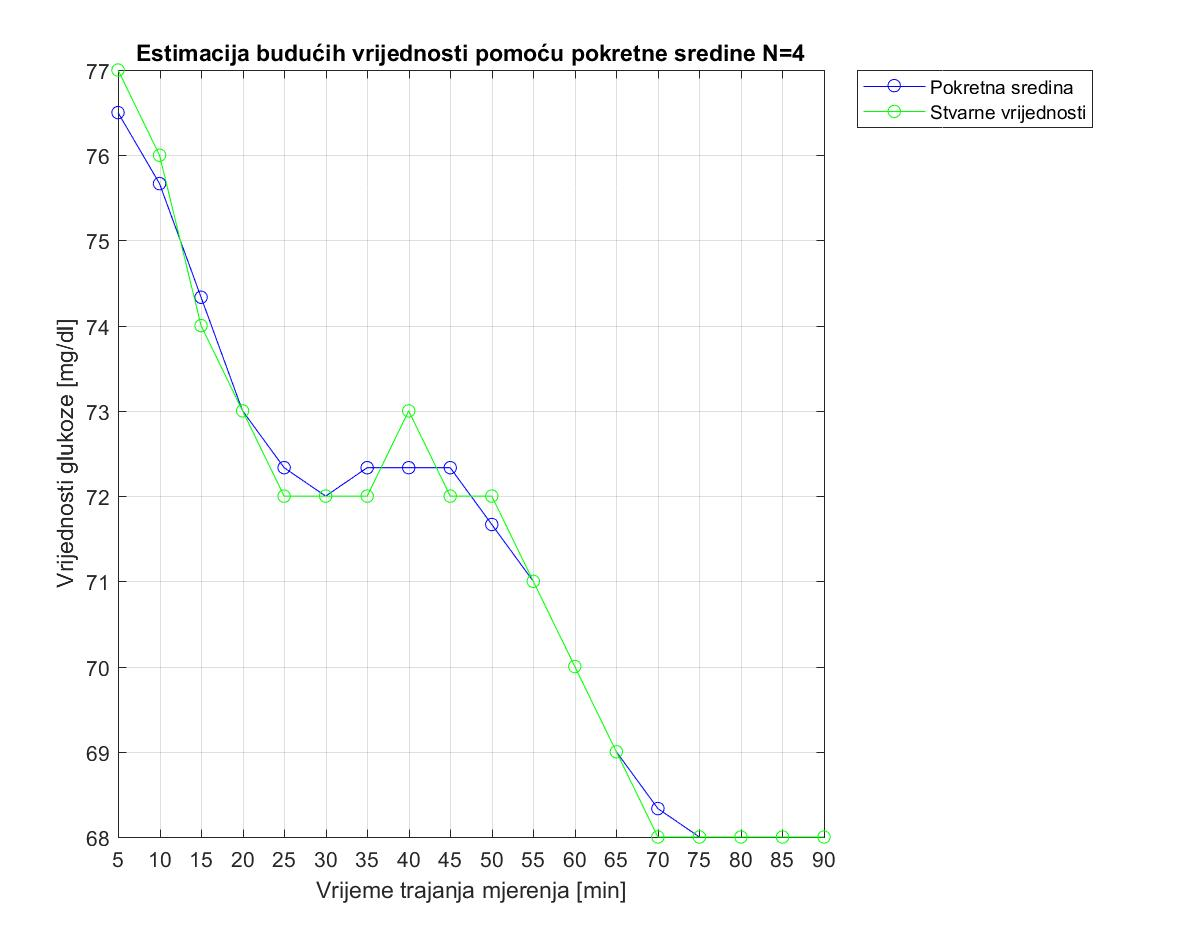 Estimacija budućih vrijednosti pomoću pokretne sredine N=4
Pokretna sredina
Stvarne vrijednosti
Vrijednosti glukoze [mg/dl]
77
76
75
74
73
72
71
70
69
68
5 10 15 20 25 30 35 40 45 50 55 60 65 70 75 80 85 90
Vrijeme trajanja mjerenja [min]